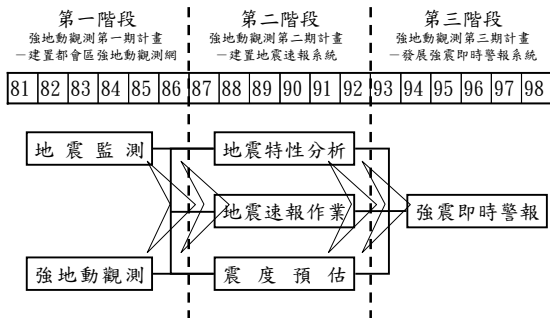 第一階段
強地動觀測第一期計畫
－建置都會區強地動觀測網
第二階段
強地動觀測第二期計畫
－建置地震速報系統
第三階段
強地動觀測第三期計畫
－發展強震即時警報系統
81 82 83 84 85 86 87 88 89 90 91 92 93 94 95 96 97 98
地震監測
地震特性分析
地震速報作業
強震即時警報
強地動觀測
震度預估